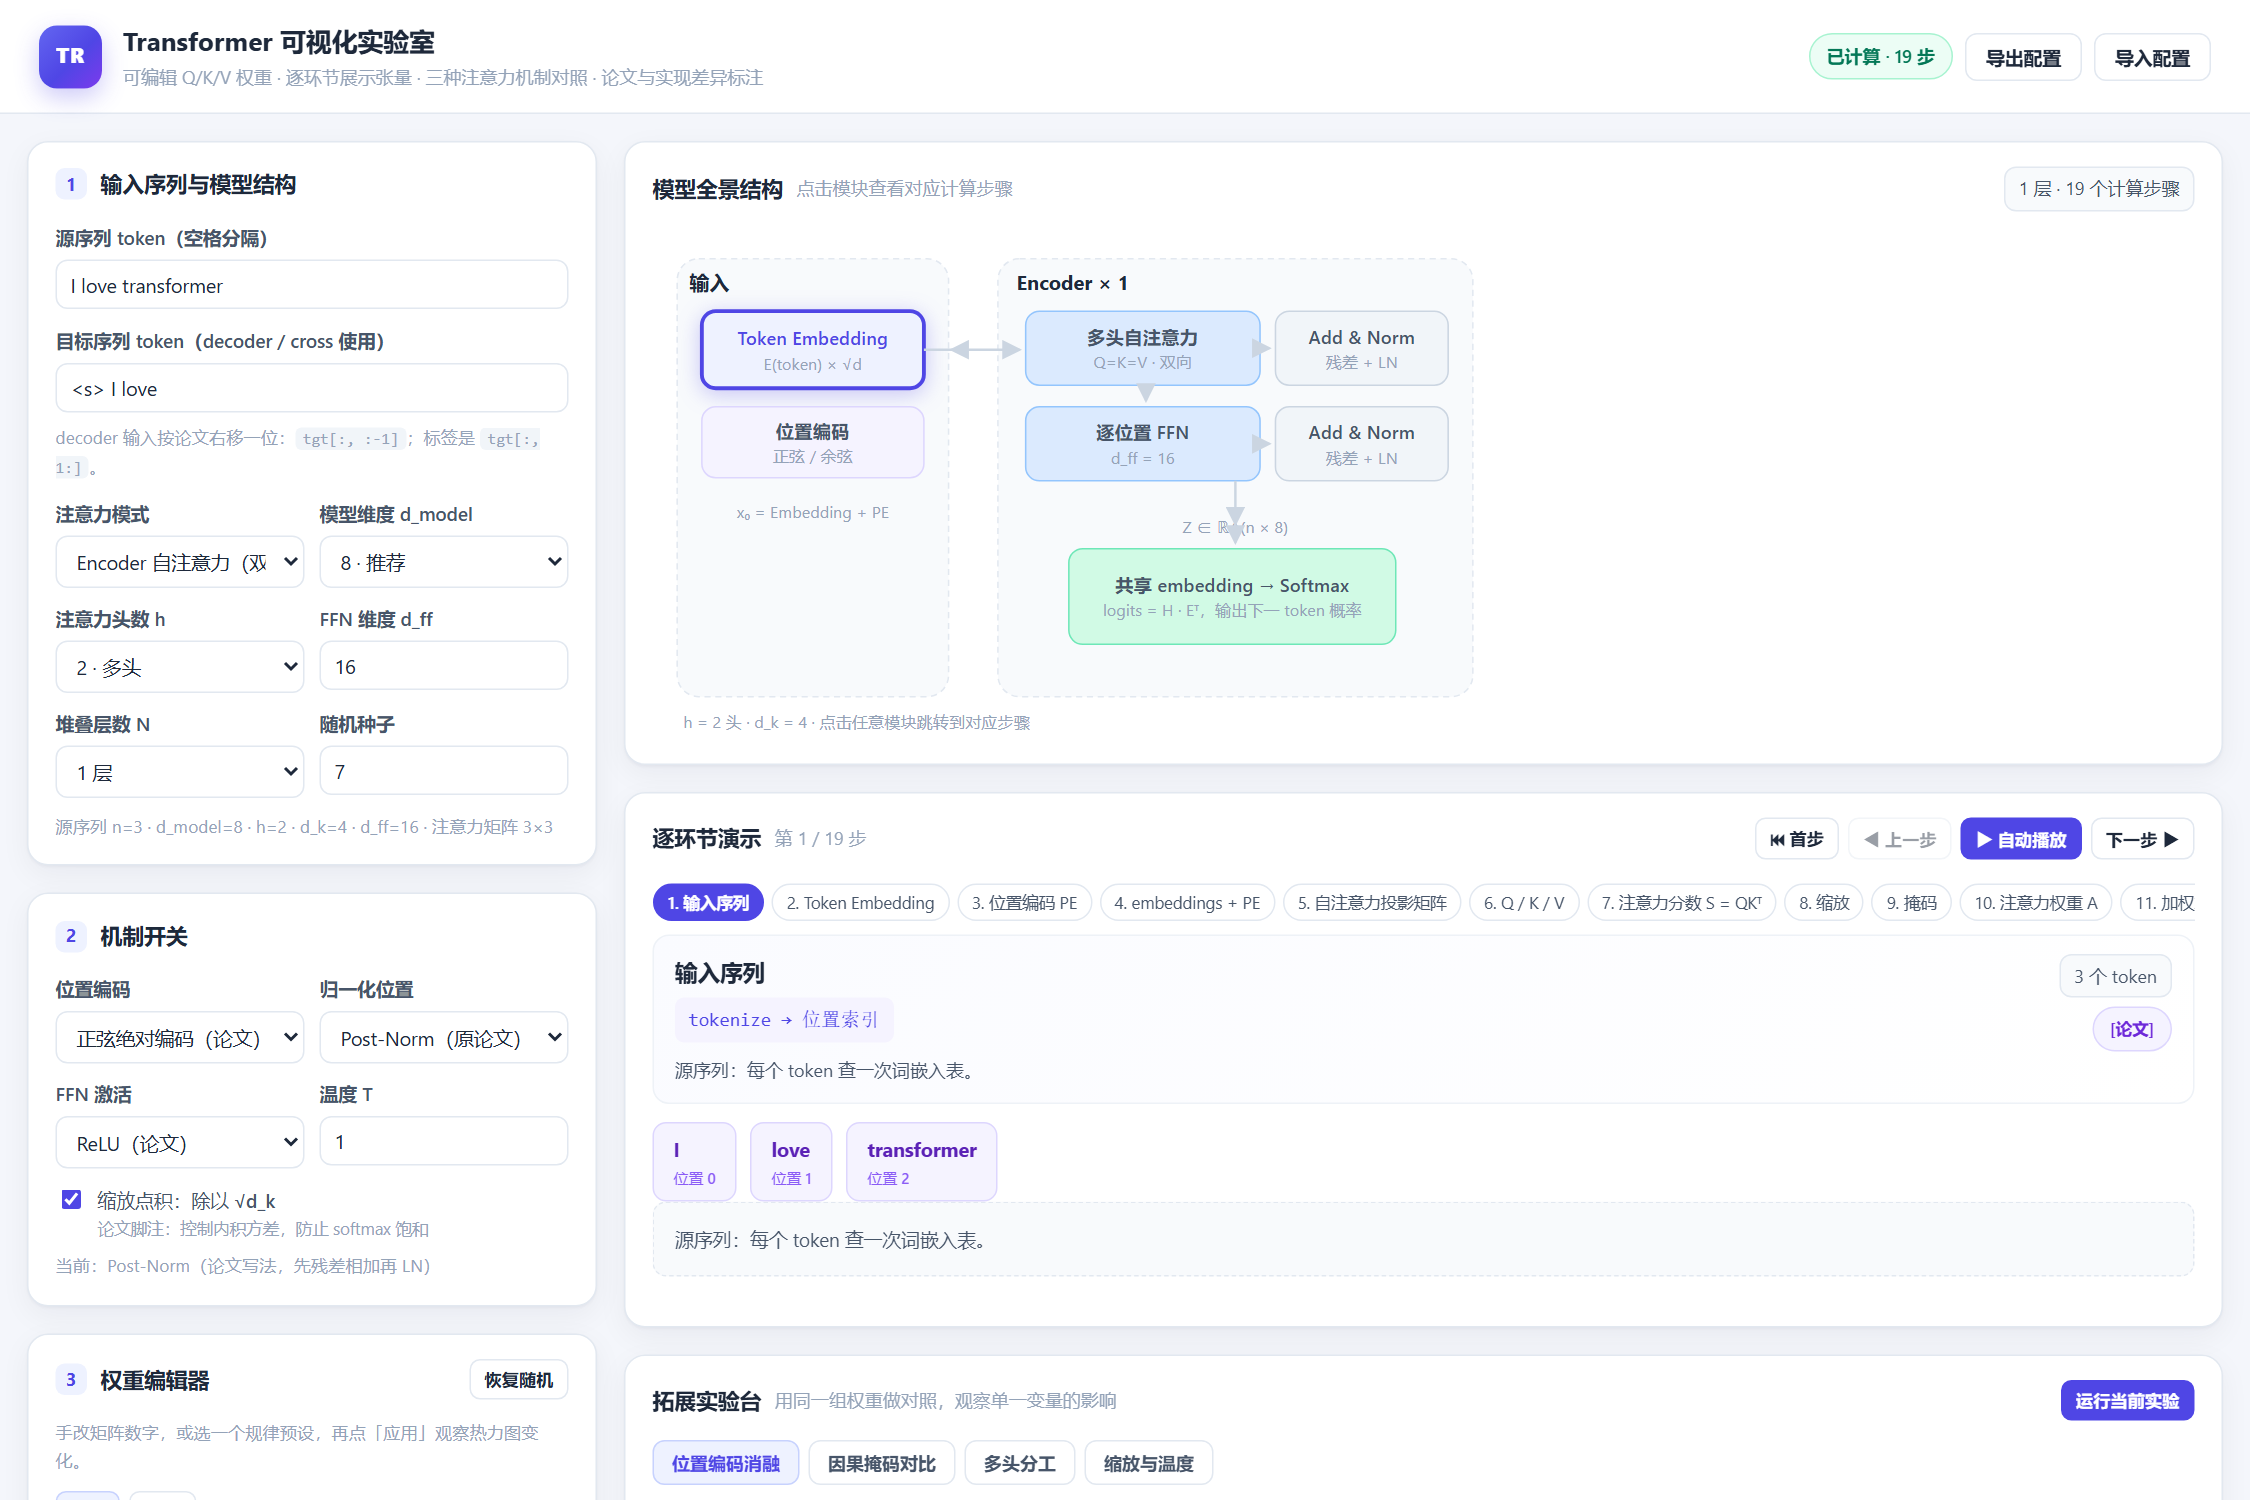 TR
Transformer 可视化实验室
可编辑 Q/K/V 权重 · 逐环节展示张量 · 三种注意力机制对照 · 论文与实现差异标注
已计算 · 19 步
导出配置
导入配置
1 输入序列与模型结构
源序列 token（空格分隔）
I love transformer
目标序列 token（decoder / cross 使用）
<s> I love
decoder 输入按论文右移一位： tgt[:, :-1] ；标签是 tgt[:,
1:] 。
注意力模式 模型维度 d_model
Encoder 自注意力（双 8 · 推荐
注意力头数 h FFN 维度 d_ff
2 · 多头 16
堆叠层数 N 随机种子
1 层 7
源序列 n=3 · d_model=8 · h=2 · d_k=4 · d_ff=16 · 注意力矩阵 3×3
2 机制开关
位置编码 归一化位置
正弦绝对编码（论文） Post-Norm（原论文）
FFN 激活 温度 T
ReLU（论文） 1
缩放点积：除以 √d_k
论文脚注：控制内积方差，防止 softmax 饱和
当前：Post-Norm（论文写法，先残差相加再 LN）
3 权重编辑器
恢复随机
手改矩阵数字，或选一个规律预设，再点「应用」观察热力图变
化。
模型全景结构 点击模块查看对应计算步骤
1 层 · 19 个计算步骤
输入
Token Embedding
E(token) × √d
位置编码
正弦 / 余弦
x₀ = Embedding + PE
Encoder × 1
多头自注意力
Q=K=V · 双向
Add & Norm
残差 + LN
逐位置 FFN
d_ff = 16
Add & Norm
残差 + LN
Z ∈ ℝ (n × 8)
共享 embedding → Softmax
logits = H · Eᵀ，输出下一 token 概率
h = 2 头 · d_k = 4 · 点击任意模块跳转到对应步骤
逐环节演示 第 1 / 19 步
⏮ 首步
◀ 上一步
▶ 自动播放
下一步 ▶
1. 输入序列
2. Token Embedding
3. 位置编码 PE
4. embeddings + PE
5. 自注意力投影矩阵
6. Q / K / V
7. 注意力分数 S = QKᵀ
8. 缩放
9. 掩码
10. 注意力权重 A
11. 加权
输入序列
3 个 token
tokenize → 位置索引
[论文]
源序列：每个 token 查一次词嵌入表。
I
位置 0
love
位置 1
transformer
位置 2
源序列：每个 token 查一次词嵌入表。
拓展实验台 用同一组权重做对照，观察单一变量的影响
运行当前实验
位置编码消融
因果掩码对比
多头分工
缩放与温度